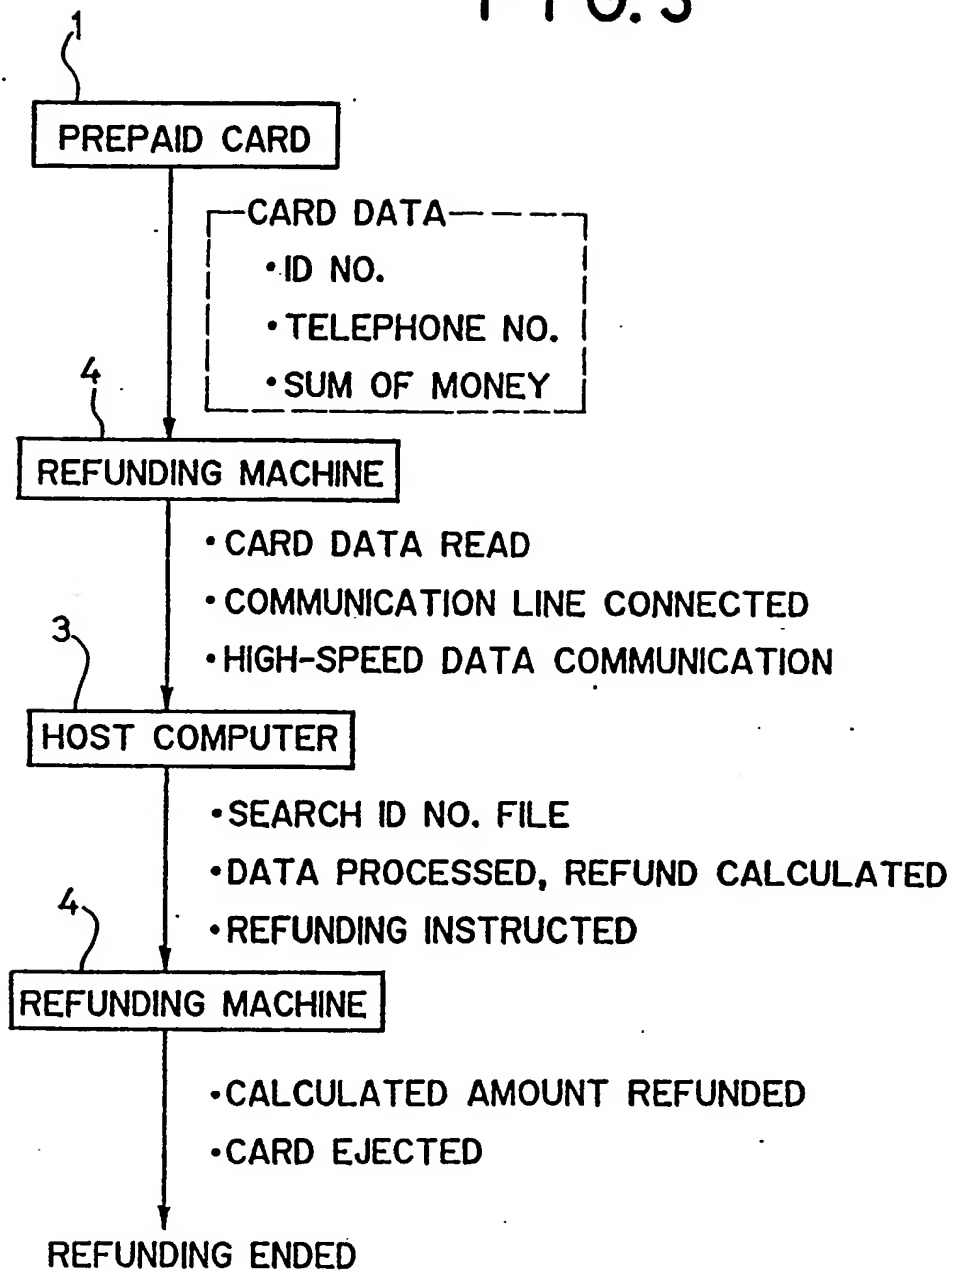 FIG. 3
1
PREPAID CARD
CARD DATA
•ID NO.
•TELEPHONE NO.
•SUM OF MONEY
4
REFUNDING MACHINE
•CARD DATA READ
•COMMUNICATION LINE CONNECTED
•HIGH-SPEED DATA COMMUNICATION
3
HOST COMPUTER
•SEARCH ID NO. FILE
•DATA PROCESSED, REFUND CALCULATED
•REFUNDING INSTRUCTED
4
REFUNDING MACHINE
•CALCULATED AMOUNT REFUNDED
•CARD EJECTED
REFUNDING ENDED